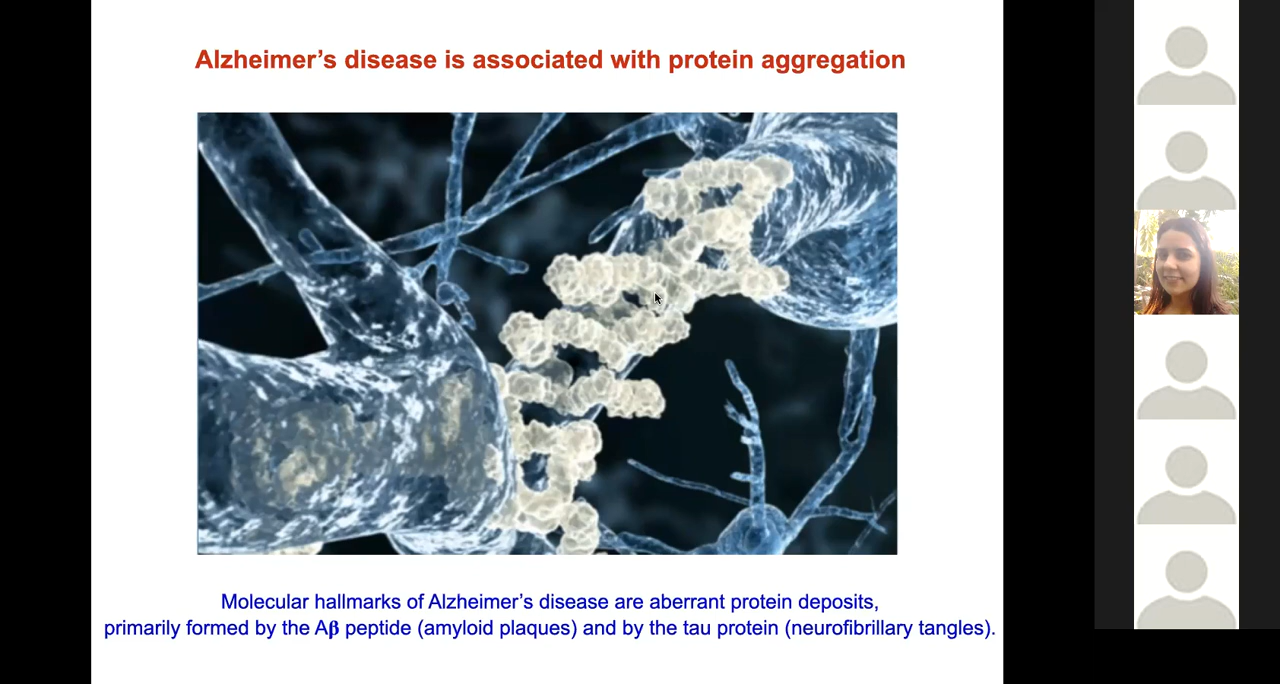 Alzheimer’s disease is associated with protein aggregation
Molecular hallmarks of Alzheimer’s disease are aberrant protein deposits,
primarily formed by the Aβ peptide (amyloid plaques) and by the tau protein (neurofibrillary tangles).